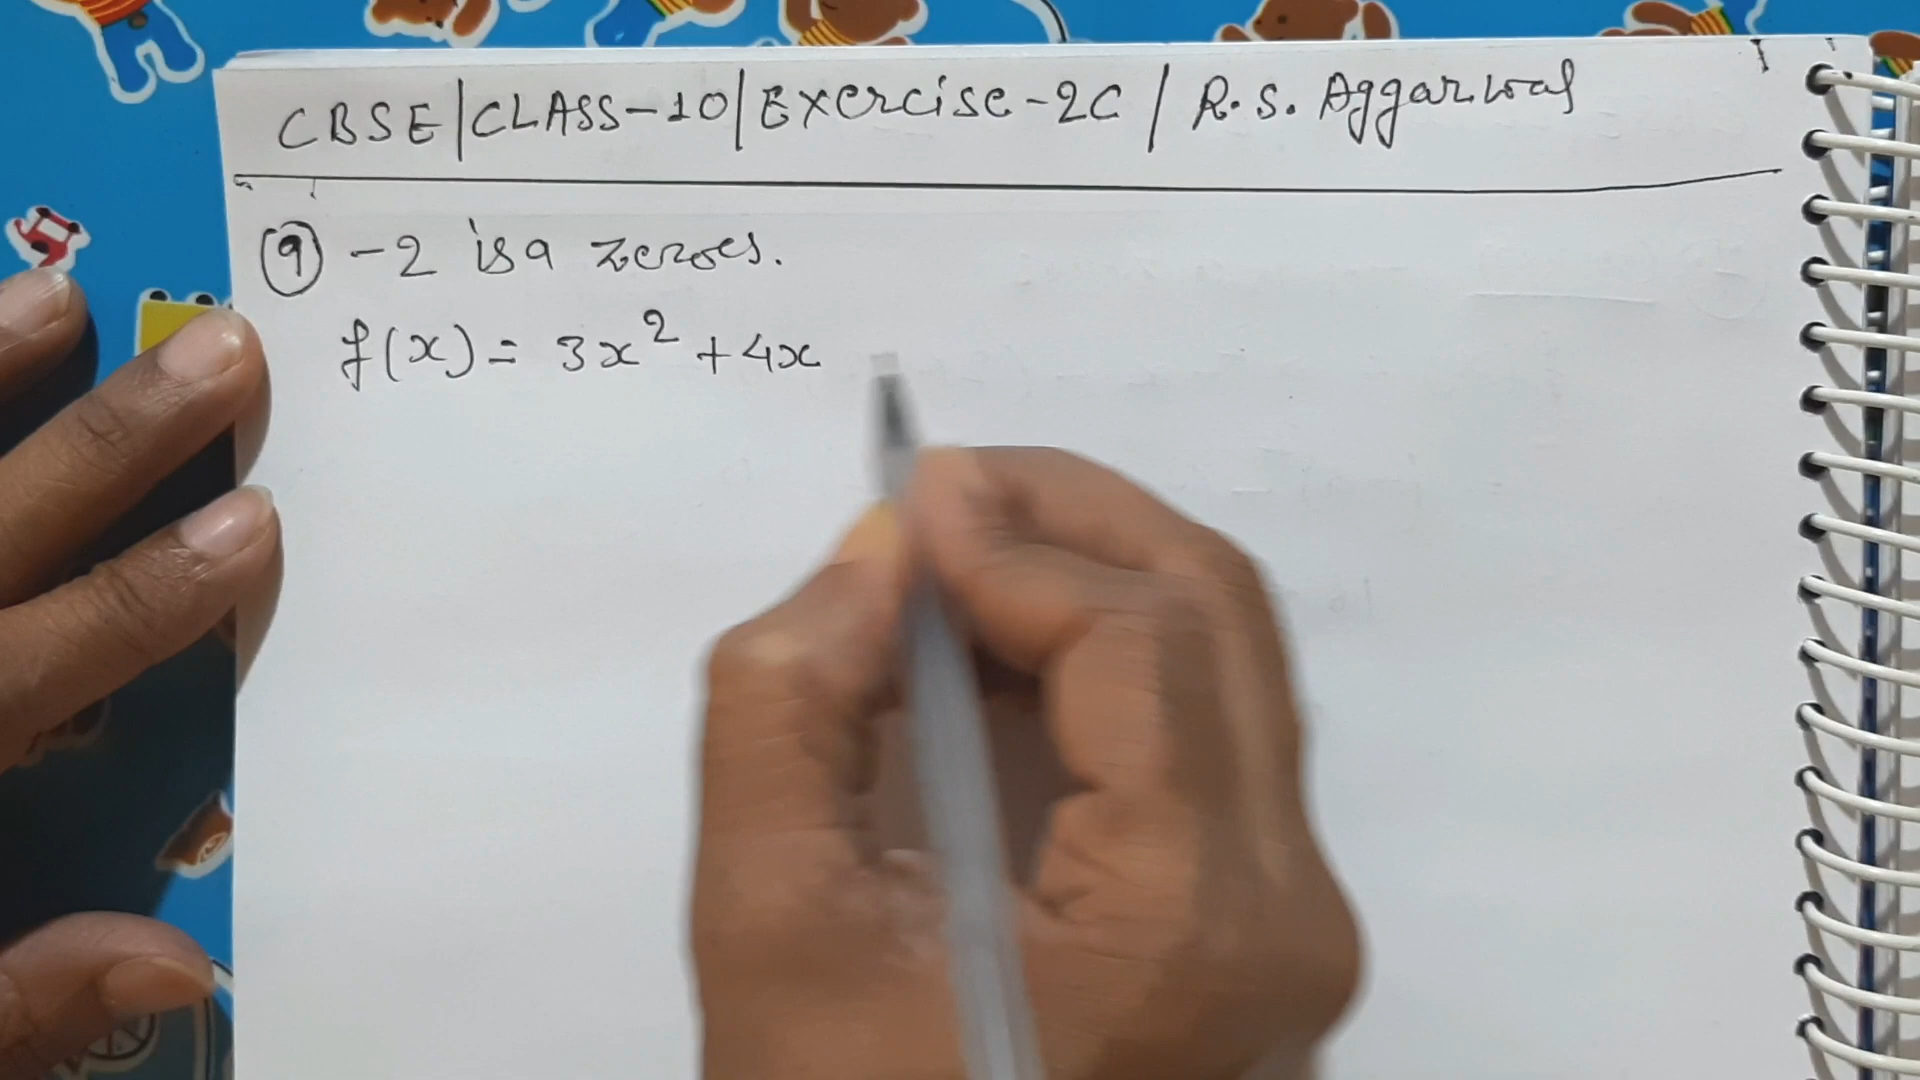 CBSE/CLASS-10/Exercise-2C / R.S. Aggarwal
⑨ -2 is a zeroes.
f(x) = 3x² + 4x